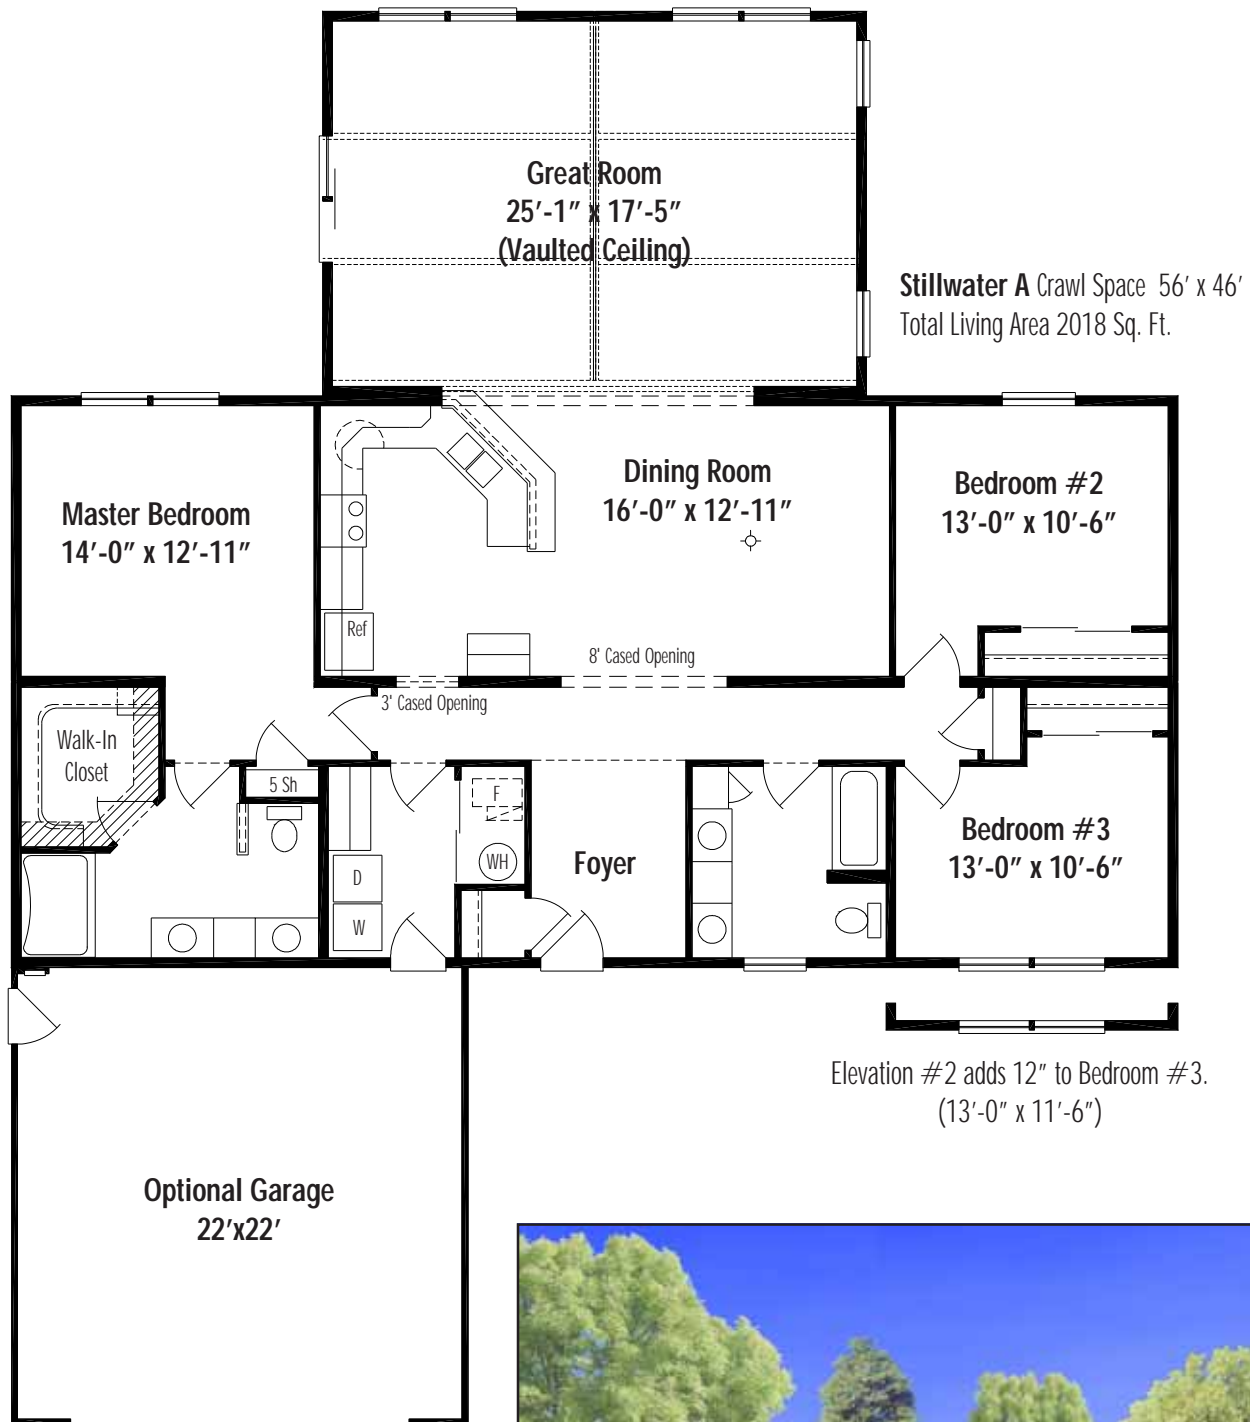 Great Room
25'-1" x 17'-5"
(Vaulted Ceiling)
Stillwater A Crawl Space 56' x 46'
Total Living Area 2018 Sq. Ft.
Master Bedroom
14'-0" x 12'-11"
Dining Room
16'-0" x 12'-11"
Bedroom #2
13'-0" x 10'-6"
Ref
8' Cased Opening
3' Cased Opening
Walk-In
Closet
5 Sh
F
WH
D
W
Foyer
Bedroom #3
13'-0" x 10'-6"
Elevation #2 adds 12" to Bedroom #3.
(13'-0" x 11'-6")
Optional Garage
22'x22'